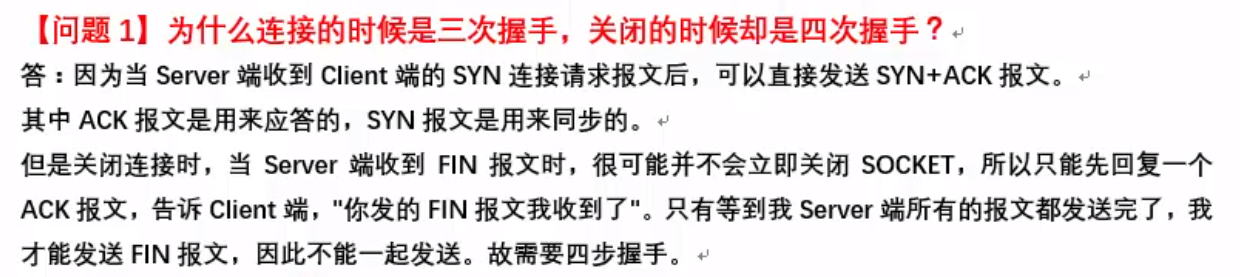 【问题 1】为什么连接的时候是三次握手，关闭的时候却是四次握手？
答：因为当 Server 端收到 Client 端的 SYN 连接请求报文后，可以直接发送 SYN+ACK 报文。
其中 ACK 报文是用来应答的，SYN 报文是用来同步的。
但是关闭连接时，当 Server 端收到 FIN 报文时，很可能并不会立即关闭 SOCKET，所以只能先回复一个
ACK 报文，告诉 Client 端，"你发的 FIN 报文我收到了"。只有等到我 Server 端所有的报文都发送完了，我
才能发送 FIN 报文，因此不能一起发送。故需要四步握手。